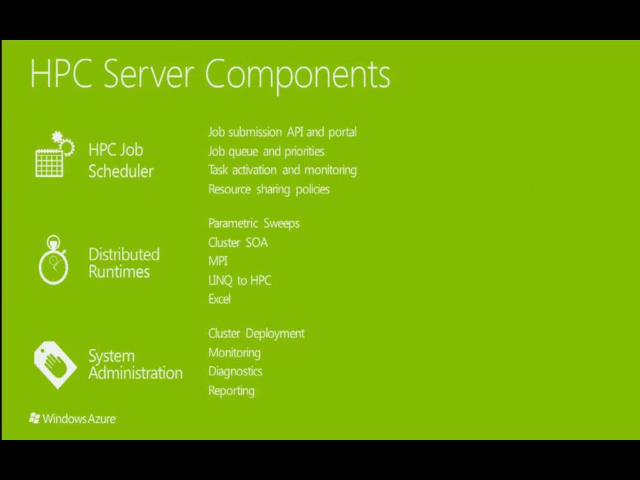 HPC Server Components
HPC Job
Scheduler
Job submission API and portal
Job queue and priorities
Task activation and monitoring
Resource sharing policies
Distributed
Runtimes
Parametric Sweeps
Cluster SOA
MPI
LINQ to HPC
Excel
System
Administration
Cluster Deployment
Monitoring
Diagnostics
Reporting
Windows Azure